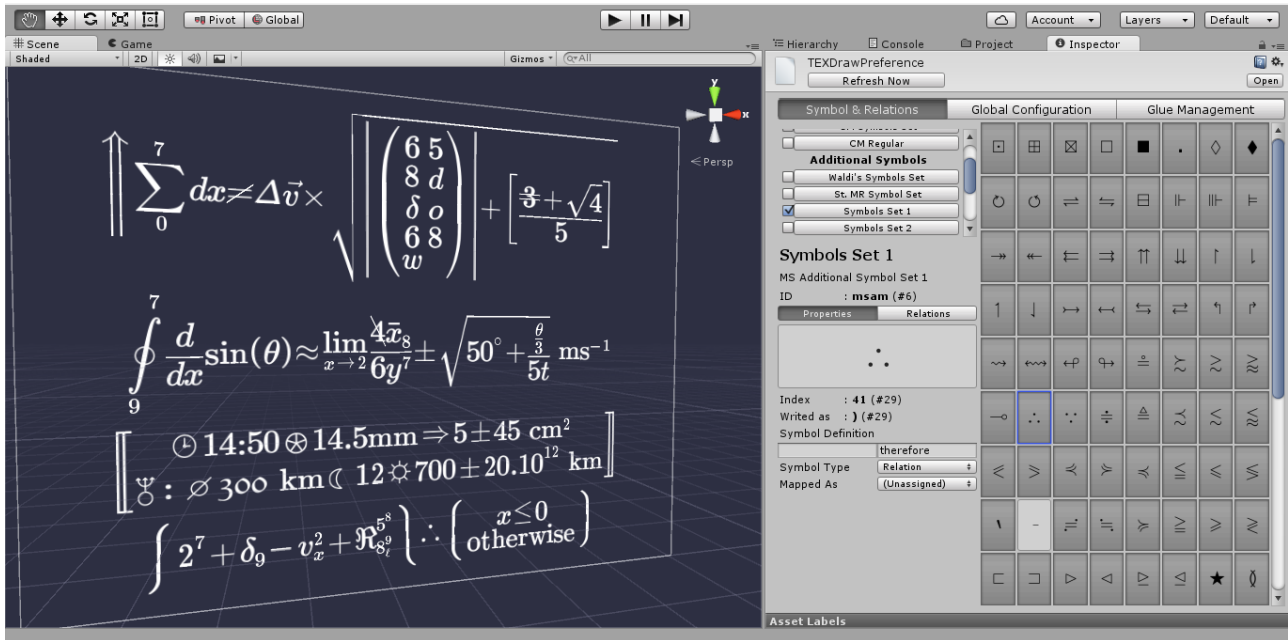 Pivot Global Account Layers Default
Scene Game Hierarchy Console Project Inspector
Shaded 2D Gizmos All
TEXDrawPreference
Refresh Now Open
Symbol & Relations Global Configuration Glue Management
CM Regular
Additional Symbols
Waldi's Symbols Set
St. MR Symbol Set
Symbols Set 1
Symbols Set 2
Symbols Set 1
MS Additional Symbol Set 1
ID : msam (#6)
Properties Relations
∴
Index : 41 (#29)
Writed as : ) (#29)
Symbol Definition
therefore
Symbol Type Relation
Mapped As (Unassigned)
Asset Labels
y
x
< Persp
⇑ ∑ 7 0 dx≠Δv⃗× √|(6 5 8 d δ o 6 8 w)| + [3 + √4 / 5]
∮ 7 9 d/dx sin(θ)≈ lim x→2 4x̄8/6y^7 ± √50° + θ/3/5t ms⁻¹
14:50 ⊛ 14.5mm ⇒ 5±45 cm²
♆ : ∅ 300 km ☾ 12 ☼ 700±20.10¹² km
∫ 2⁷ + δ₉ − v²ₓ + ℜ 5⁸ 8⁹ℓ } ∴ ( x≤0 otherwise )